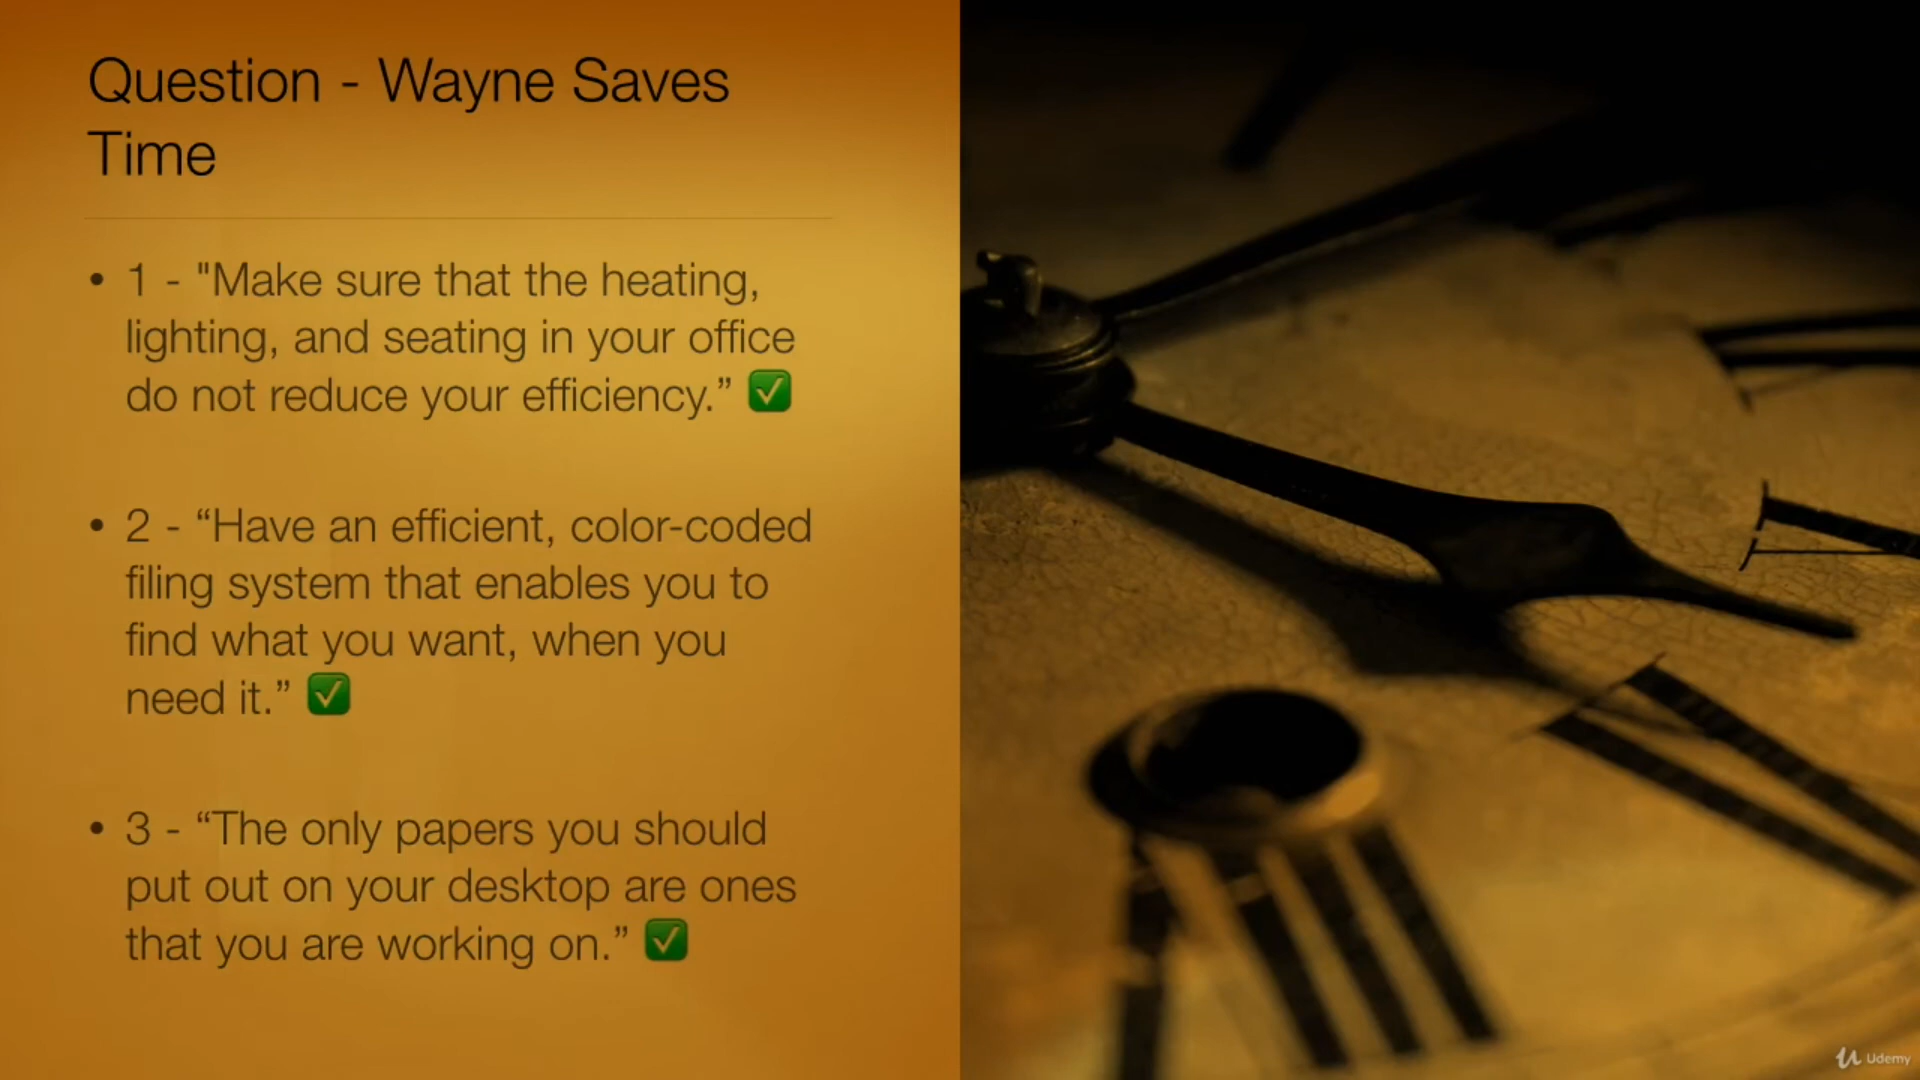 Question - Wayne Saves
Time
• 1 - "Make sure that the heating,
lighting, and seating in your office
do not reduce your efficiency.” ✅
• 2 - “Have an efficient, color-coded
filing system that enables you to
find what you want, when you
need it.” ✅
• 3 - “The only papers you should
put out on your desktop are ones
that you are working on.” ✅
Udemy